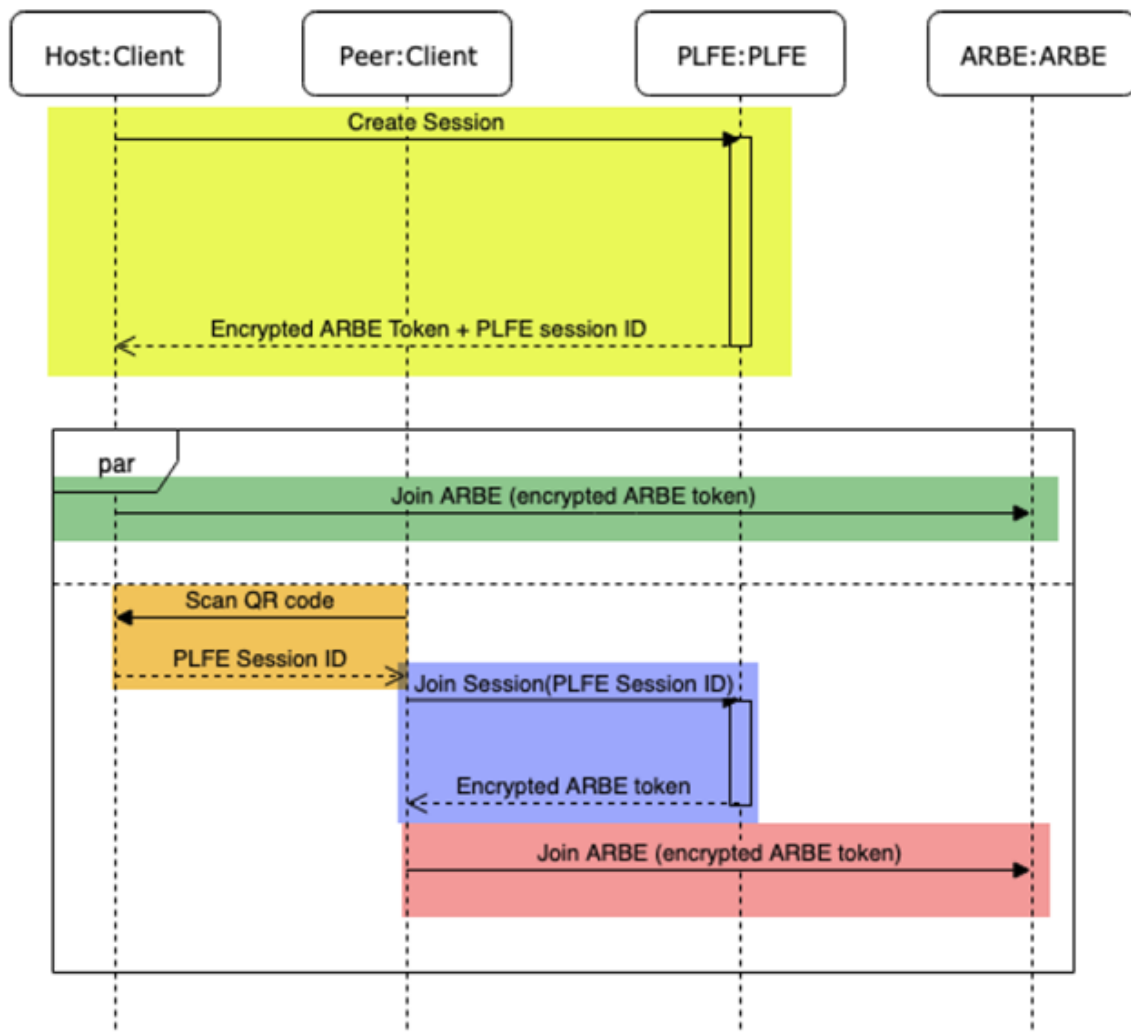 Host:Client
Peer:Client
PLFE:PLFE
ARBE:ARBE
Create Session
Encrypted ARBE Token + PLFE session ID
par
Join ARBE (encrypted ARBE token)
Scan QR code
PLFE Session ID
Join Session(PLFE Session ID)
Encrypted ARBE token
Join ARBE (encrypted ARBE token)